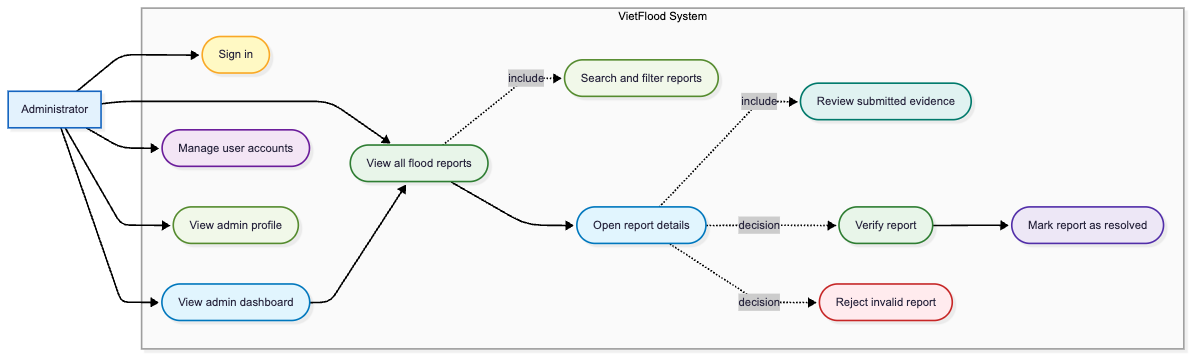 VietFlood System
Administrator
Sign in
Manage user accounts
View admin profile
View admin dashboard
View all flood reports
include
Search and filter reports
Open report details
include
Review submitted evidence
decision
Verify report
Mark report as resolved
decision
Reject invalid report